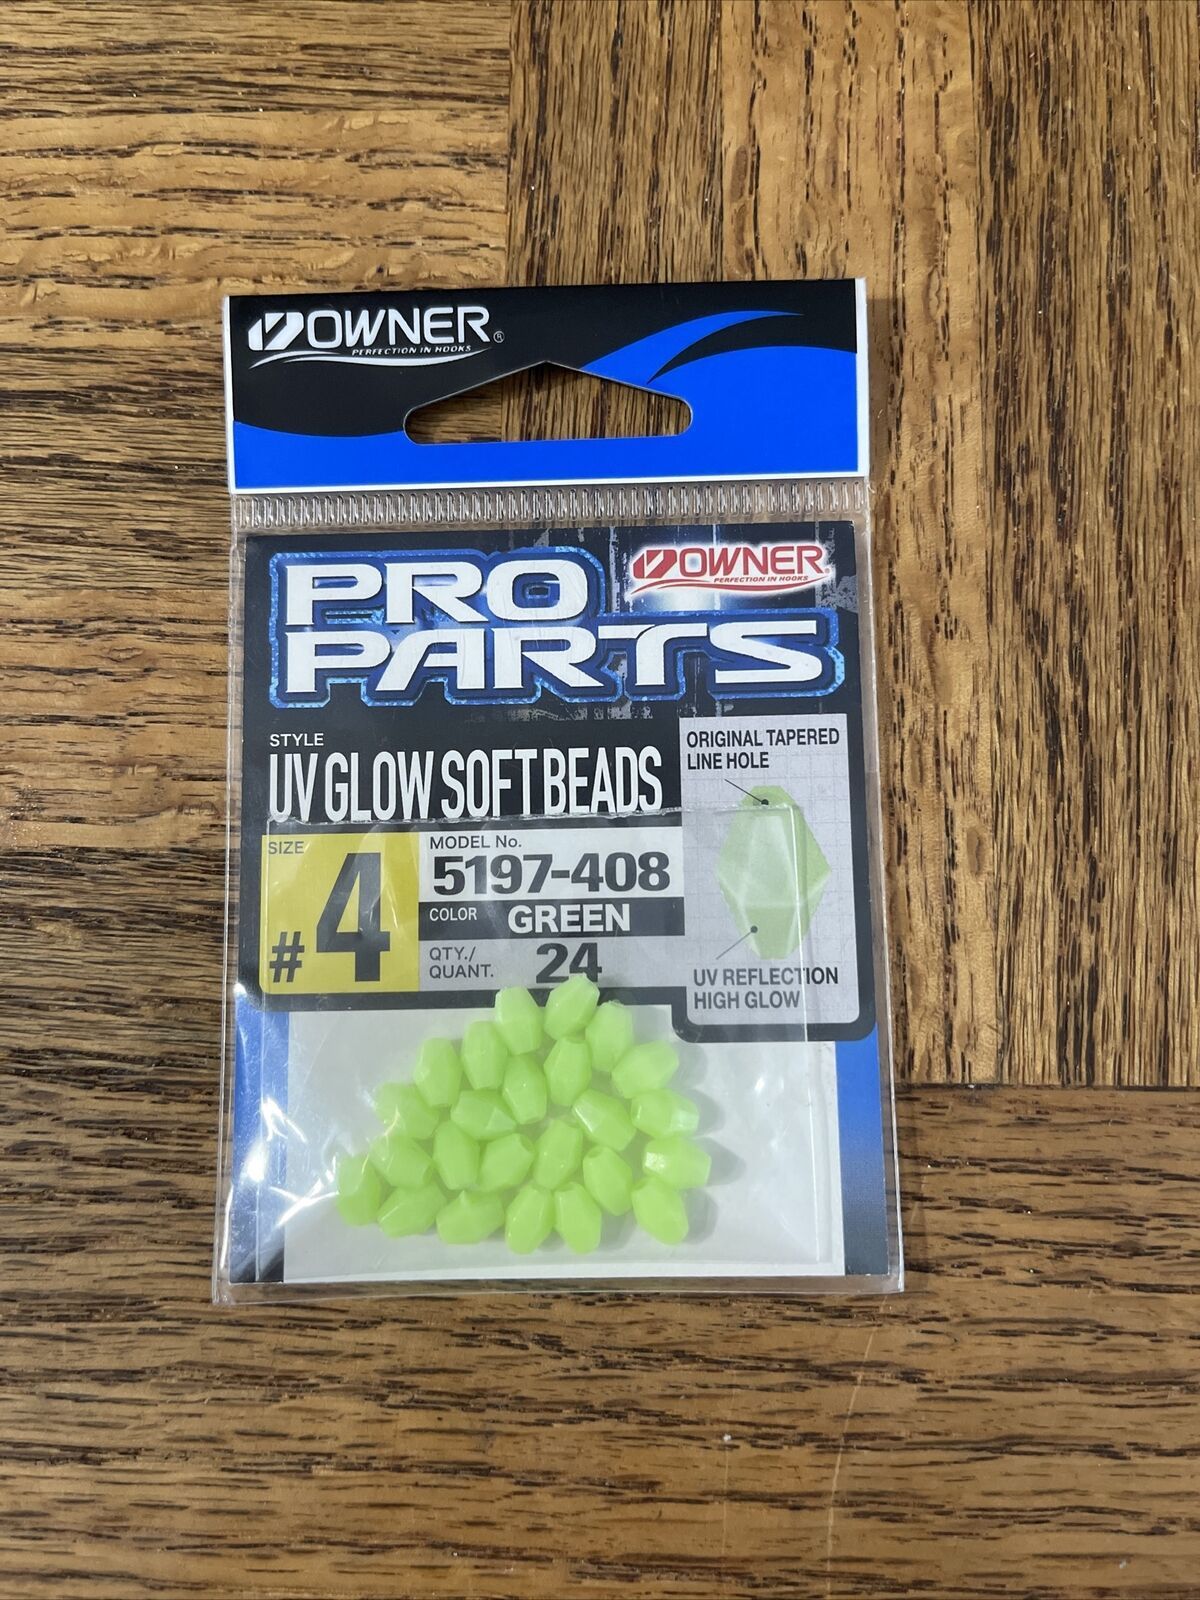 OWNER®
PERFECTION IN HOOKS
PRO
PARTS
OWNER®
PERFECTION IN HOOKS
STYLE
UV GLOW SOFT BEADS
SIZE
#4
MODEL No.
5197-408
COLOR GREEN
QTY./
QUANT. 24
ORIGINAL TAPERED
LINE HOLE
UV REFLECTION
HIGH GLOW